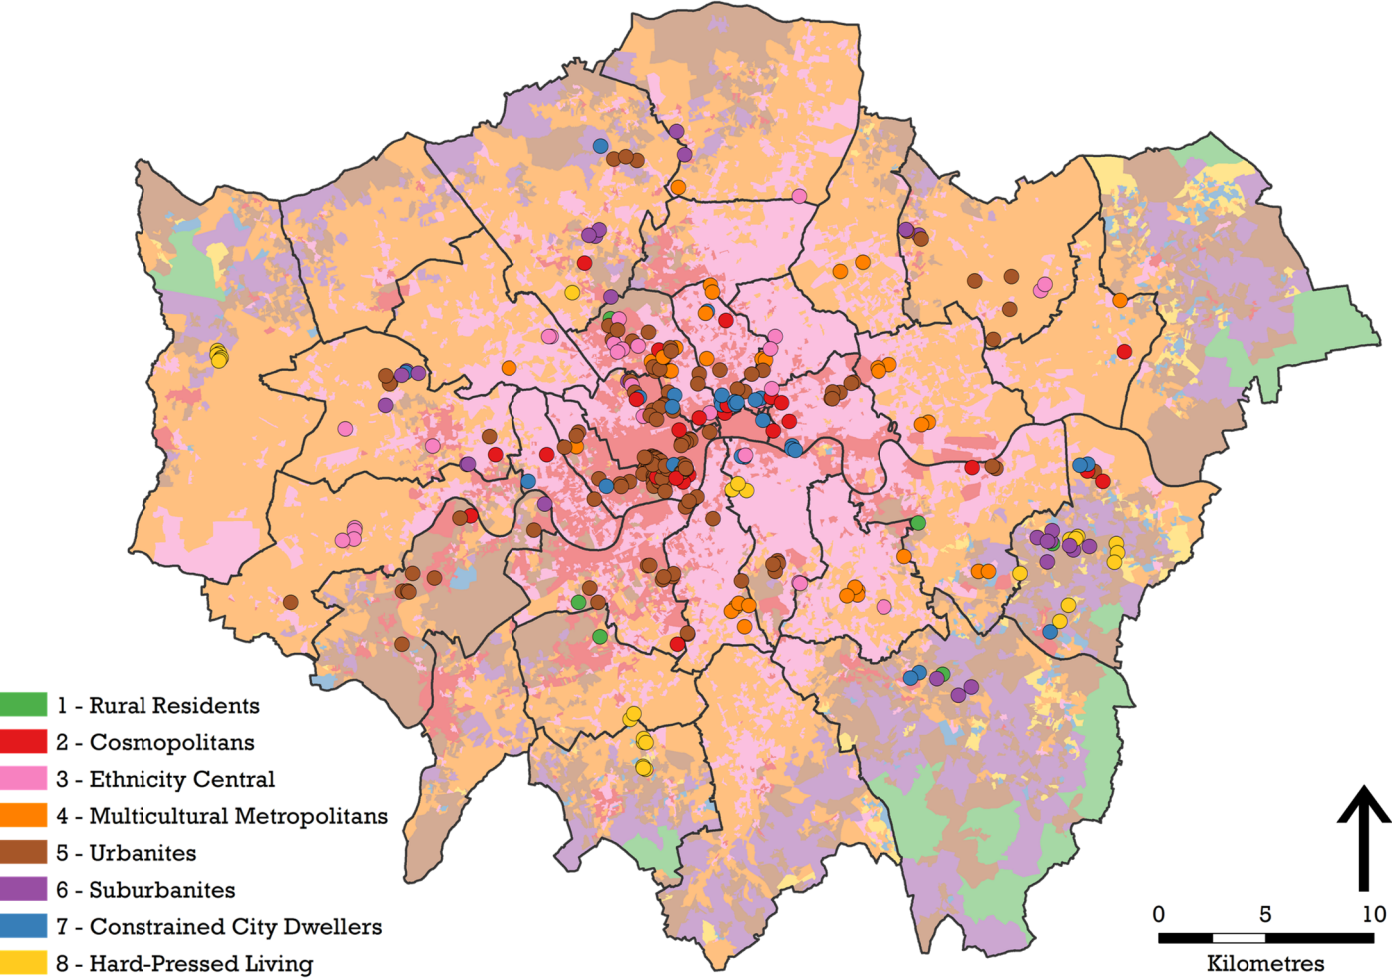 1 - Rural Residents
2 - Cosmopolitans
3 - Ethnicity Central
4 - Multicultural Metropolitans
5 - Urbanites
6 - Suburbanites
7 - Constrained City Dwellers
8 - Hard-Pressed Living
0 5 10
Kilometres